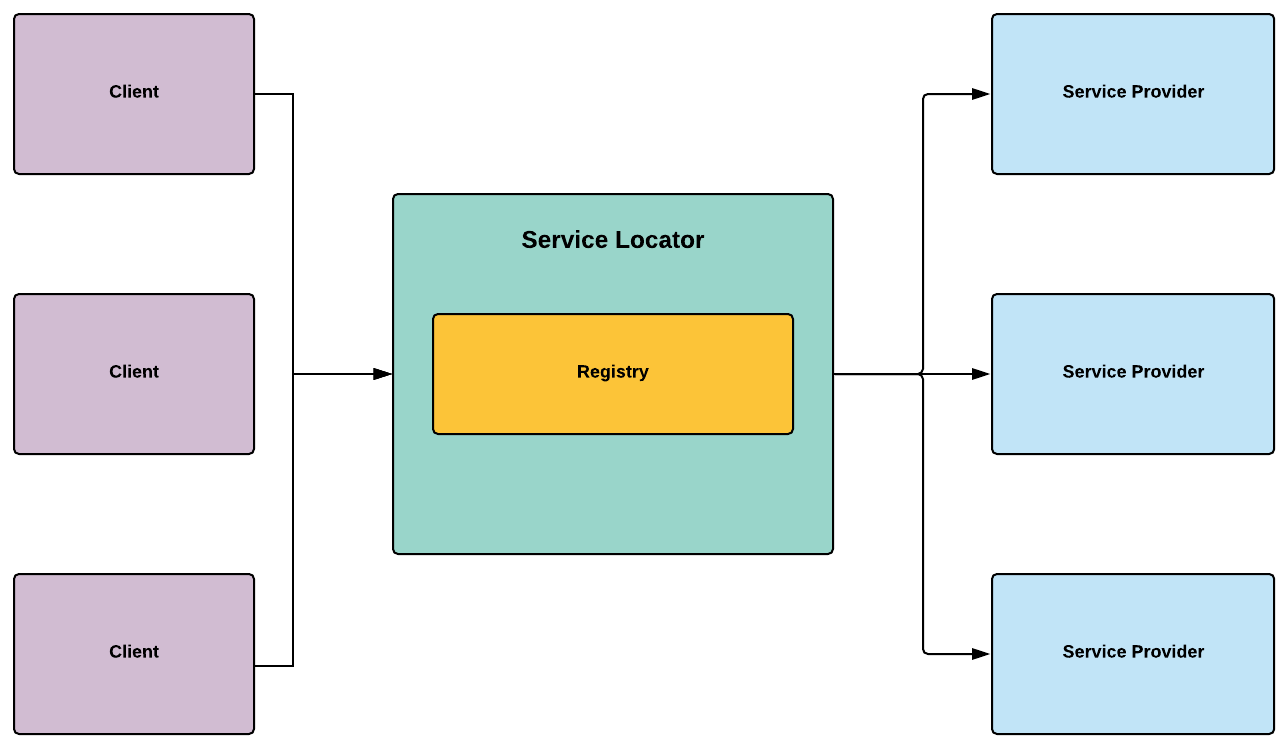 Client
Service Provider
Service Locator
Client
Registry
Service Provider
Client
Service Provider